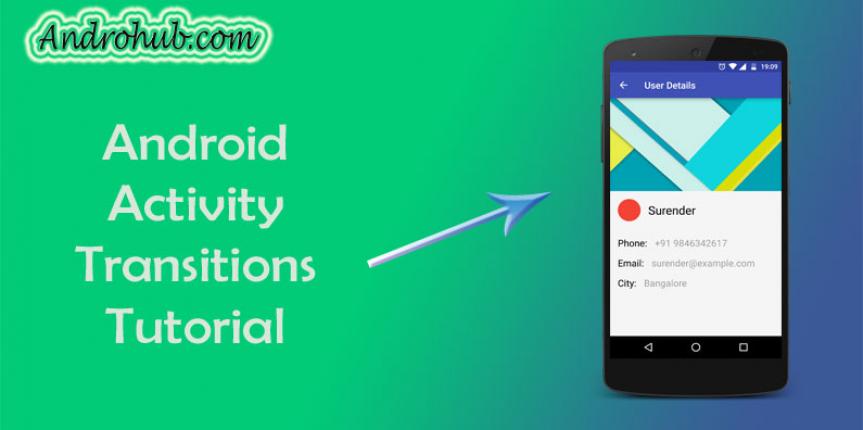 Androhub.com
Android
Activity
Transitions
Tutorial
19:09
User Details
Surender
Phone: +91 9846342617
Email: surender@example.com
City: Bangalore